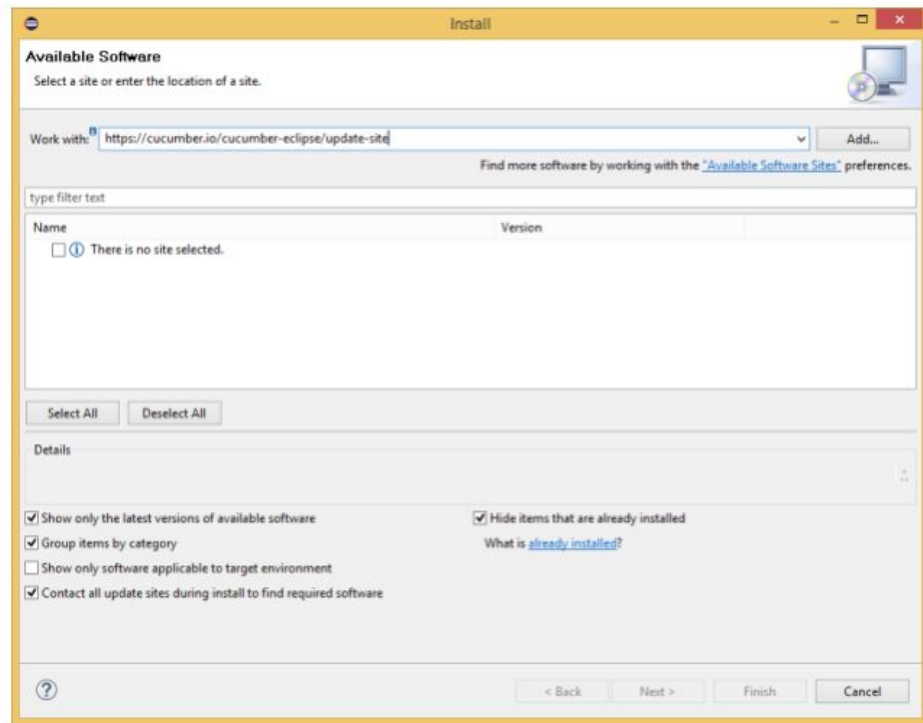 Install
Available Software
Select a site or enter the location of a site.
Work with: https://cucumber.io/cucumber-eclipse/update-site Add...
Find more software by working with the "Available Software Sites" preferences.
type filter text
Name Version
There is no site selected.
Select All Deselect All
Details
Show only the latest versions of available software Hide items that are already installed
Group items by category What is already installed?
Show only software applicable to target environment
Contact all update sites during install to find required software
? < Back Next > Finish Cancel